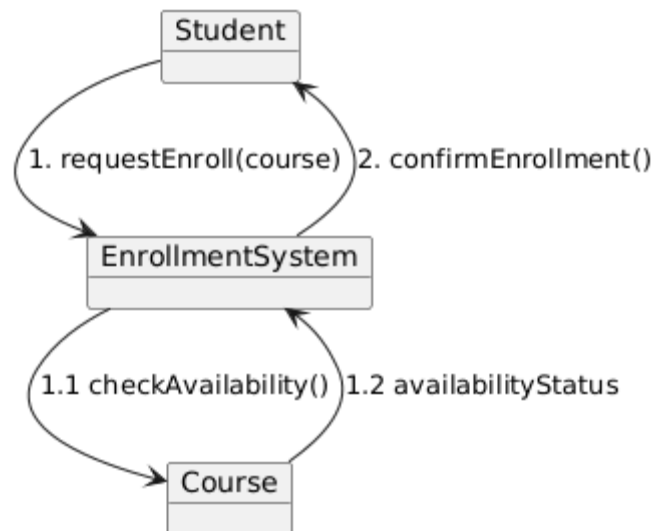 Student
1. requestEnroll(course)
2. confirmEnrollment()
EnrollmentSystem
1.1 checkAvailability()
1.2 availabilityStatus
Course